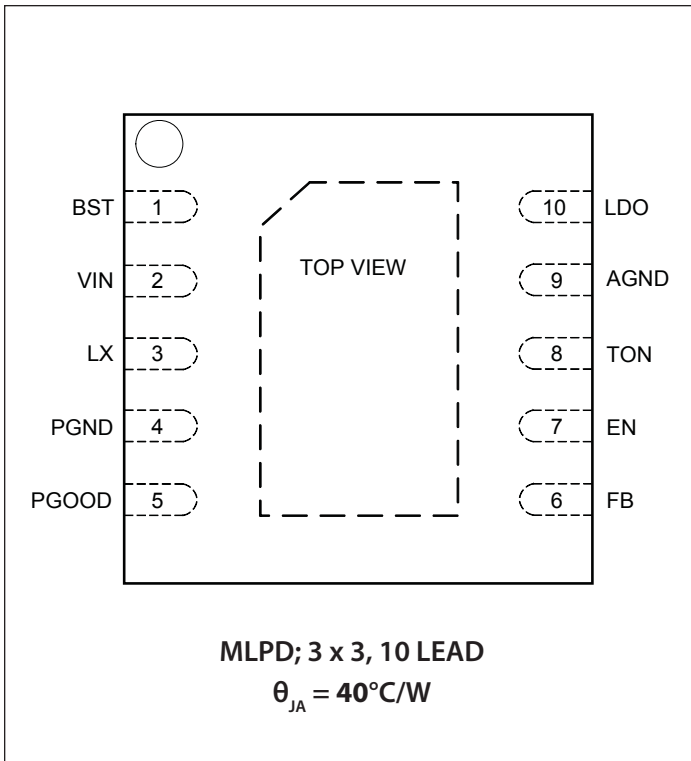 BST 1 10 LDO
TOP VIEW
VIN 2 9 AGND
LX 3 8 TON
PGND 4 7 EN
PGOOD 5 6 FB
MLPD; 3 x 3, 10 LEAD
θJA = 40°C/W